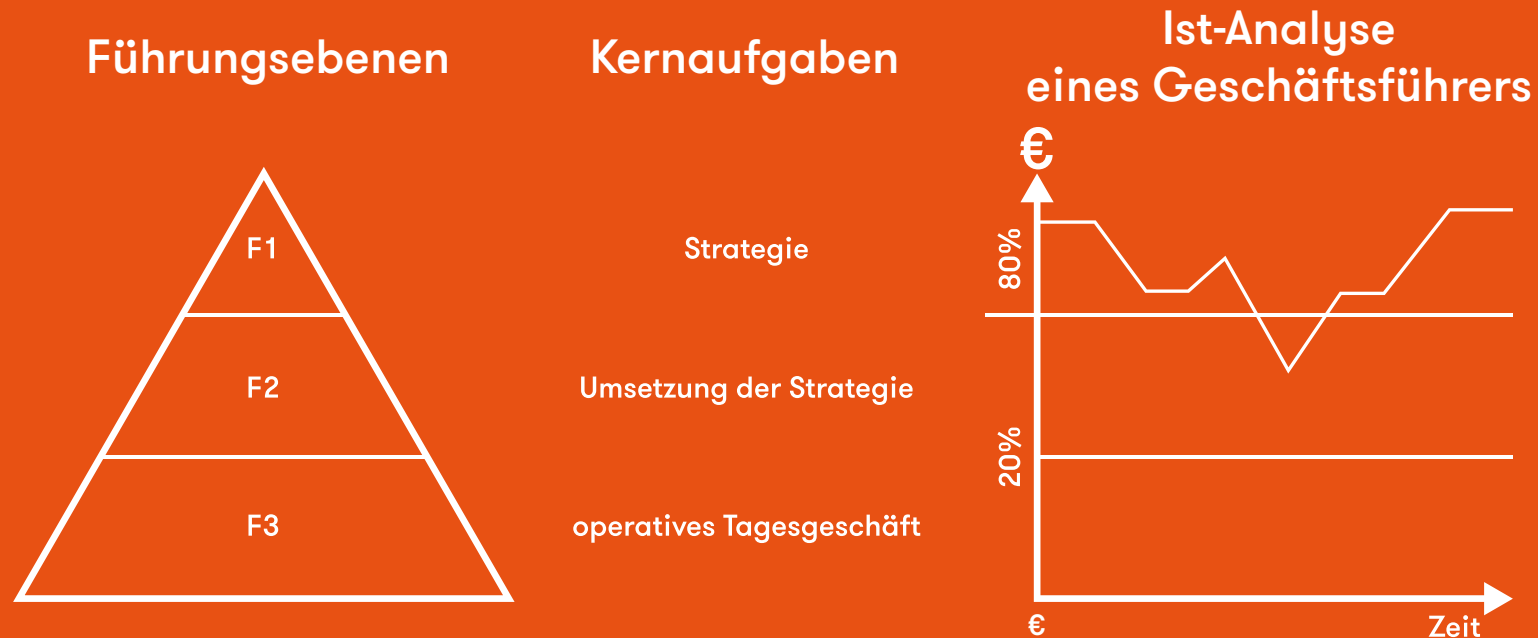 Führungsebenen
Kernaufgaben
Ist-Analyse
eines Geschäftsführers
F1
F2
F3
Strategie
Umsetzung der Strategie
operatives Tagesgeschäft
€
80%
20%
€
Zeit